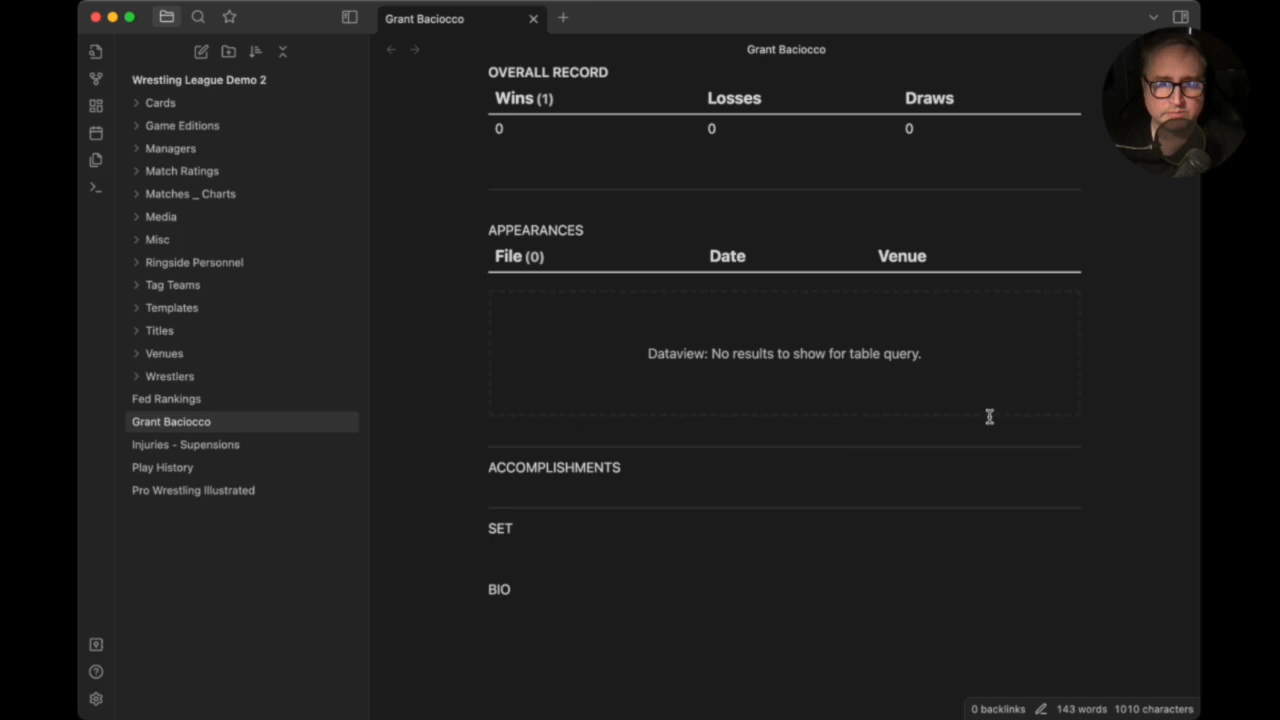 Grant Baciocco
Grant Baciocco
Wrestling League Demo 2
Cards
Game Editions
Managers
Match Ratings
Matches _ Charts
Media
Misc
Ringside Personnel
Tag Teams
Templates
Titles
Venues
Wrestlers
Fed Rankings
Grant Baciocco
Injuries - Supensions
Play History
Pro Wrestling Illustrated
OVERALL RECORD
Wins (1) Losses Draws
0 0 0
APPEARANCES
File (0) Date Venue
Dataview: No results to show for table query.
ACCOMPLISHMENTS
SET
BIO
0 backlinks 143 words 1010 characters